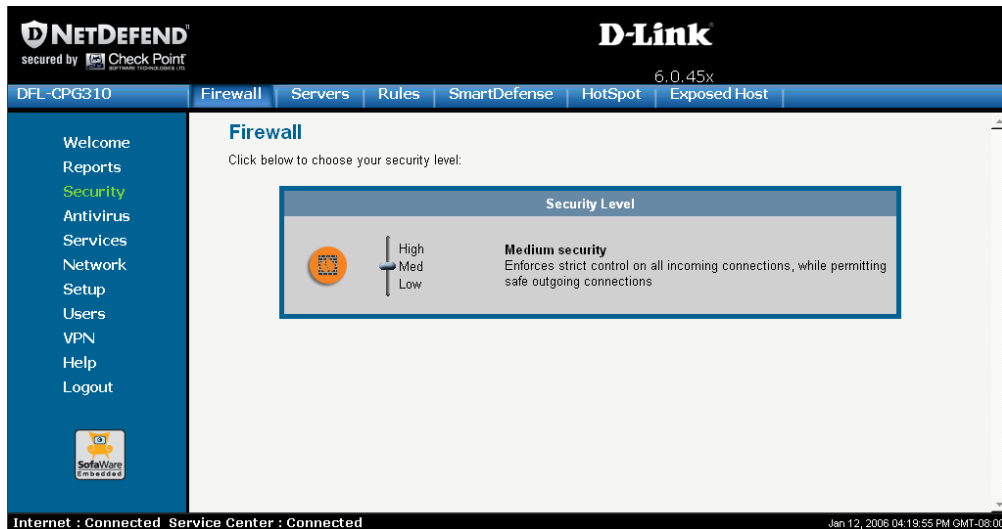 NETDEFEND
secured by Check Point
SOFTWARE TECHNOLOGIES LTD.
D-Link
6.0.45x
DFL-CPG310
Firewall Servers Rules SmartDefense HotSpot Exposed Host
Welcome
Reports
Security
Antivirus
Services
Network
Setup
Users
VPN
Help
Logout
SofaWare
Embedded
Firewall
Click below to choose your security level:
Security Level
High
Med
Low
Medium security
Enforces strict control on all incoming connections, while permitting
safe outgoing connections
Internet : Connected Service Center : Connected
Jan 12, 2006 04:19:55 PM GMT-08:00